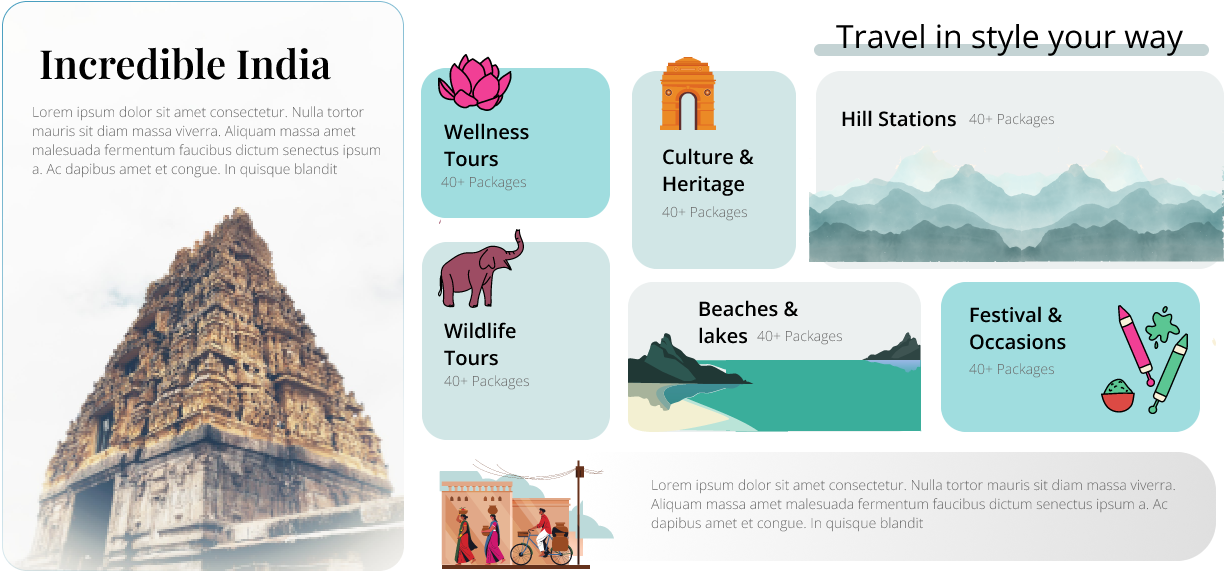 Incredible India
Lorem ipsum dolor sit amet consectetur. Nulla tortor
mauris sit diam massa viverra. Aliquam massa amet
malesuada fermentum faucibus dictum senectus ipsum
a. Ac dapibus amet et congue. In quisque blandit
Travel in style your way
Wellness
Tours
40+ Packages
Culture &
Heritage
40+ Packages
Hill Stations 40+ Packages
Wildlife
Tours
40+ Packages
Beaches &
lakes 40+ Packages
Festival &
Occasions
40+ Packages
Lorem ipsum dolor sit amet consectetur. Nulla tortor mauris sit diam massa viverra.
Aliquam massa amet malesuada fermentum faucibus dictum senectus ipsum a. Ac
dapibus amet et congue. In quisque blandit